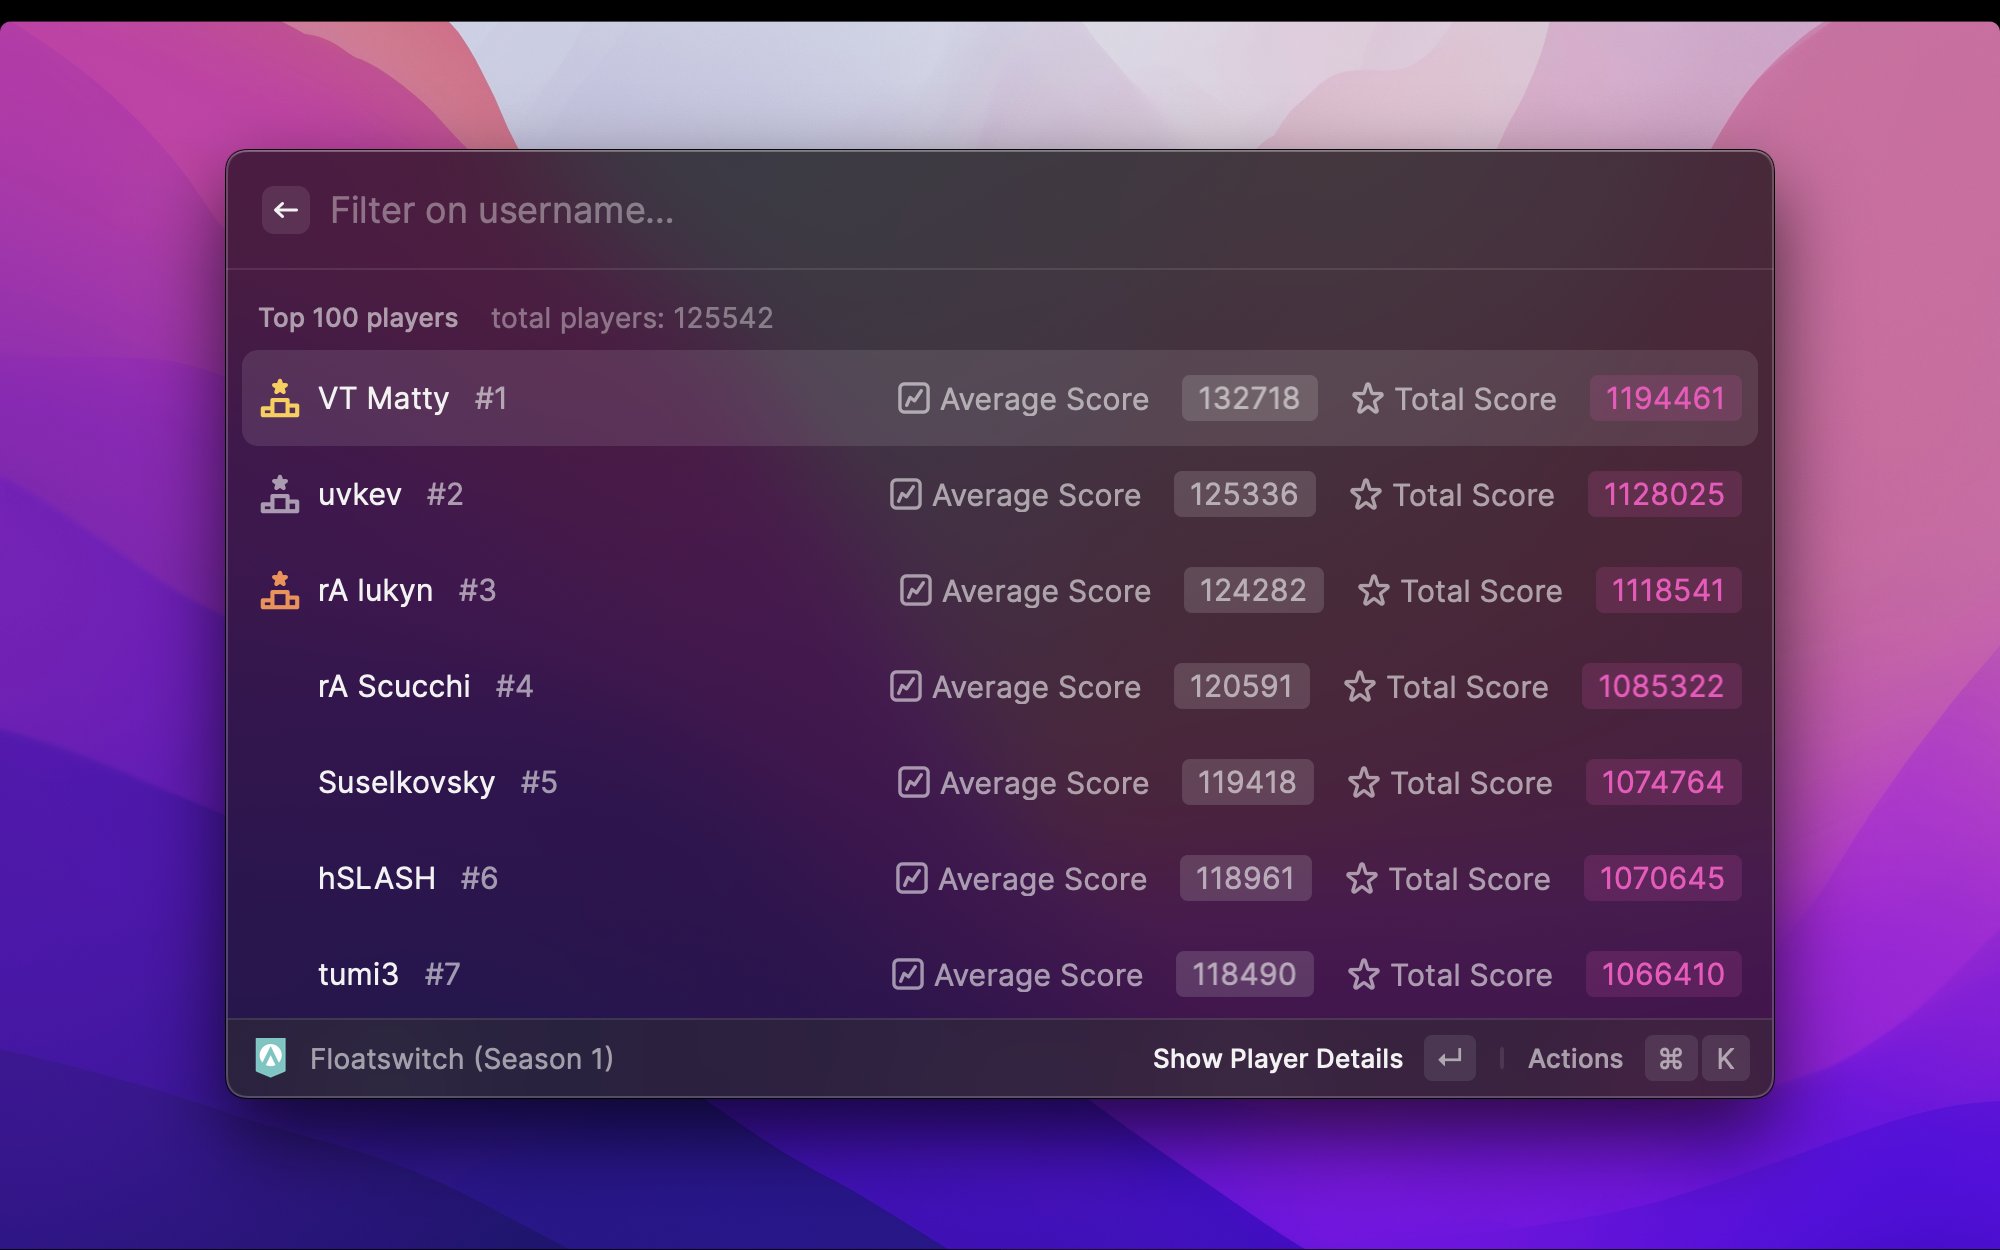 Filter on username...
Top 100 players total players: 125542
VT Matty #1 Average Score 132718 Total Score 1194461
uvkev #2 Average Score 125336 Total Score 1128025
rA lukyn #3 Average Score 124282 Total Score 1118541
rA Scucchi #4 Average Score 120591 Total Score 1085322
Suselkovsky #5 Average Score 119418 Total Score 1074764
hSLASH #6 Average Score 118961 Total Score 1070645
tumi3 #7 Average Score 118490 Total Score 1066410
Floatswitch (Season 1) Show Player Details ↵ Actions ⌘ K